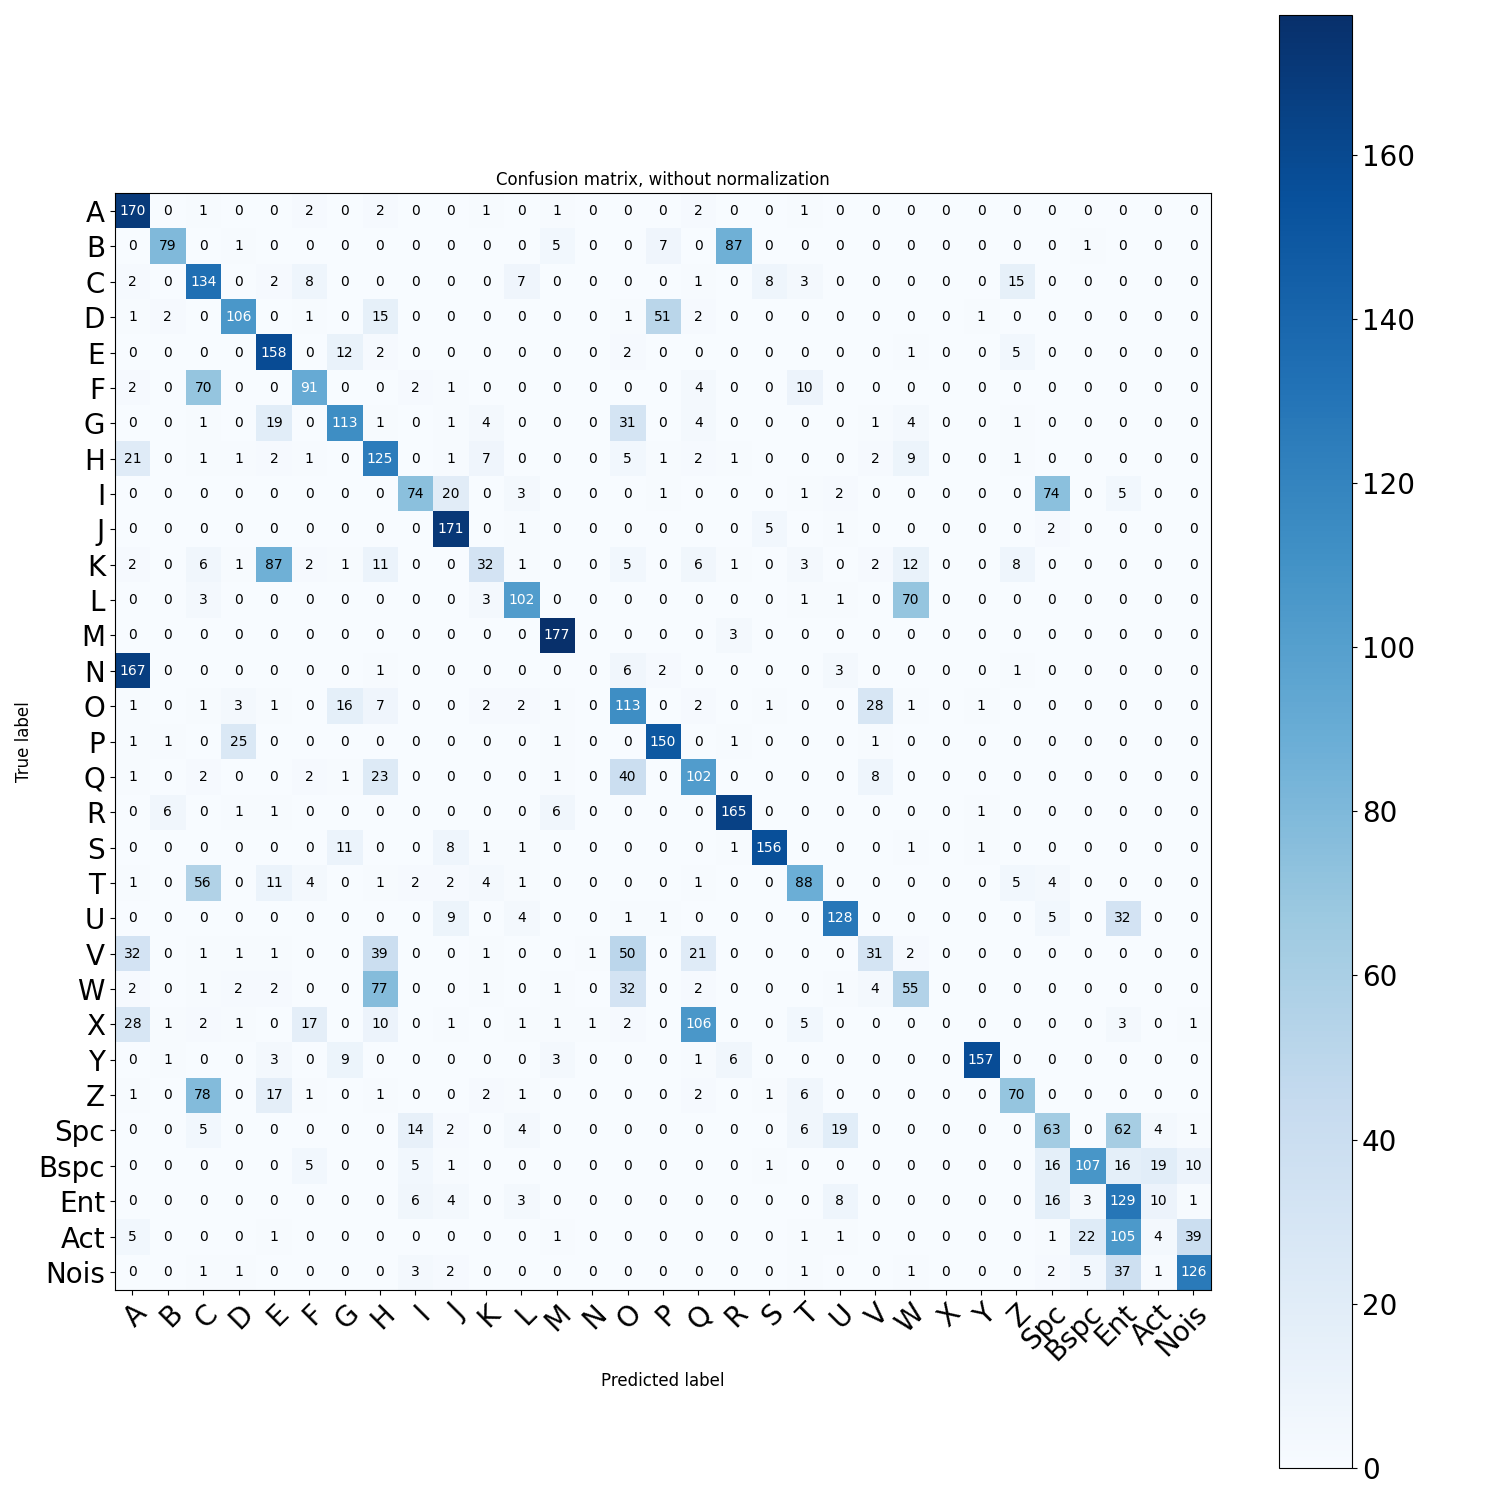 Confusion matrix, without normalization
True label
A 170 0 1 0 0 2 0 2 0 0 1 0 1 0 0 0 2 0 0 1 0 0 0 0 0 0 0 0 0 0 0
B 0 79 0 1 0 0 0 0 0 0 0 0 5 0 0 7 0 87 0 0 0 0 0 0 0 0 0 1 0 0 0
C 2 0 134 0 2 8 0 0 0 0 0 7 0 0 0 0 1 0 8 3 0 0 0 0 0 15 0 0 0 0 0
D 1 2 0 106 0 1 0 15 0 0 0 0 0 0 1 51 2 0 0 0 0 0 0 0 1 0 0 0 0 0 0
E 0 0 0 0 158 0 12 2 0 0 0 0 0 0 2 0 0 0 0 0 0 0 1 0 0 5 0 0 0 0 0
F 2 0 70 0 0 91 0 0 2 1 0 0 0 0 0 0 4 0 0 10 0 0 0 0 0 0 0 0 0 0 0
G 0 0 1 0 19 0 113 1 0 1 4 0 0 0 31 0 4 0 0 0 0 1 4 0 0 1 0 0 0 0 0
H 21 0 1 1 2 1 0 125 0 1 7 0 0 0 5 1 2 1 0 0 0 2 9 0 0 1 0 0 0 0 0
I 0 0 0 0 0 0 0 0 74 20 0 3 0 0 0 1 0 0 0 1 2 0 0 0 0 0 74 0 5 0 0
J 0 0 0 0 0 0 0 0 0 171 0 1 0 0 0 0 0 0 5 0 1 0 0 0 0 0 2 0 0 0 0
K 2 0 6 1 87 2 1 11 0 0 32 1 0 0 5 0 6 1 0 3 0 2 12 0 0 8 0 0 0 0 0
L 0 0 3 0 0 0 0 0 0 0 3 102 0 0 0 0 0 0 0 1 1 0 70 0 0 0 0 0 0 0 0
M 0 0 0 0 0 0 0 0 0 0 0 0 177 0 0 0 0 3 0 0 0 0 0 0 0 0 0 0 0 0 0
N 167 0 0 0 0 0 0 1 0 0 0 0 0 0 6 2 0 0 0 0 3 0 0 0 0 1 0 0 0 0 0
O 1 0 1 3 1 0 16 7 0 0 2 2 1 0 113 0 2 0 1 0 0 28 1 0 1 0 0 0 0 0 0
P 1 1 0 25 0 0 0 0 0 0 0 0 1 0 0 150 0 1 0 0 0 1 0 0 0 0 0 0 0 0 0
Q 1 0 2 0 0 2 1 23 0 0 0 0 1 0 40 0 102 0 0 0 0 8 0 0 0 0 0 0 0 0 0
R 0 6 0 1 1 0 0 0 0 0 0 0 6 0 0 0 0 165 0 0 0 0 0 0 1 0 0 0 0 0 0
S 0 0 0 0 0 0 11 0 0 8 1 1 0 0 0 0 0 1 156 0 0 0 1 0 1 0 0 0 0 0 0
T 1 0 56 0 11 4 0 1 2 2 4 1 0 0 0 0 1 0 0 88 0 0 0 0 0 5 4 0 0 0 0
U 0 0 0 0 0 0 0 0 0 9 0 4 0 0 1 1 0 0 0 0 128 0 0 0 0 0 5 0 32 0 0
V 32 0 1 1 1 0 0 39 0 0 1 0 0 1 50 0 21 0 0 0 0 31 2 0 0 0 0 0 0 0 0
W 2 0 1 2 2 0 0 77 0 0 1 0 1 0 32 0 2 0 0 0 1 4 55 0 0 0 0 0 0 0 0
X 28 1 2 1 0 17 0 10 0 1 0 1 1 1 2 0 106 0 0 5 0 0 0 0 0 0 0 0 3 0 1
Y 0 1 0 0 3 0 9 0 0 0 0 0 3 0 0 0 1 6 0 0 0 0 0 0 157 0 0 0 0 0 0
Z 1 0 78 0 17 1 0 1 0 0 2 1 0 0 0 0 2 0 1 6 0 0 0 0 0 70 0 0 0 0 0
Spc 0 0 5 0 0 0 0 0 14 2 0 4 0 0 0 0 0 0 0 6 19 0 0 0 0 0 63 0 62 4 1
Bspc 0 0 0 0 0 5 0 0 5 1 0 0 0 0 0 0 0 0 1 0 0 0 0 0 0 0 16 107 16 19 10
Ent 0 0 0 0 0 0 0 0 6 4 0 3 0 0 0 0 0 0 0 0 8 0 0 0 0 0 16 3 129 10 1
Act 5 0 0 0 1 0 0 0 0 0 0 0 1 0 0 0 0 0 0 1 1 0 0 0 0 0 1 22 105 4 39
Nois 0 0 1 1 0 0 0 0 3 2 0 0 0 0 0 0 0 0 0 1 0 0 1 0 0 0 2 5 37 1 126
A B C D E F G H I J K L M N O P Q R S T U V W X Y Z Spc Bspc Ent Act Nois
Predicted label
160
140
120
100
80
60
40
20
0